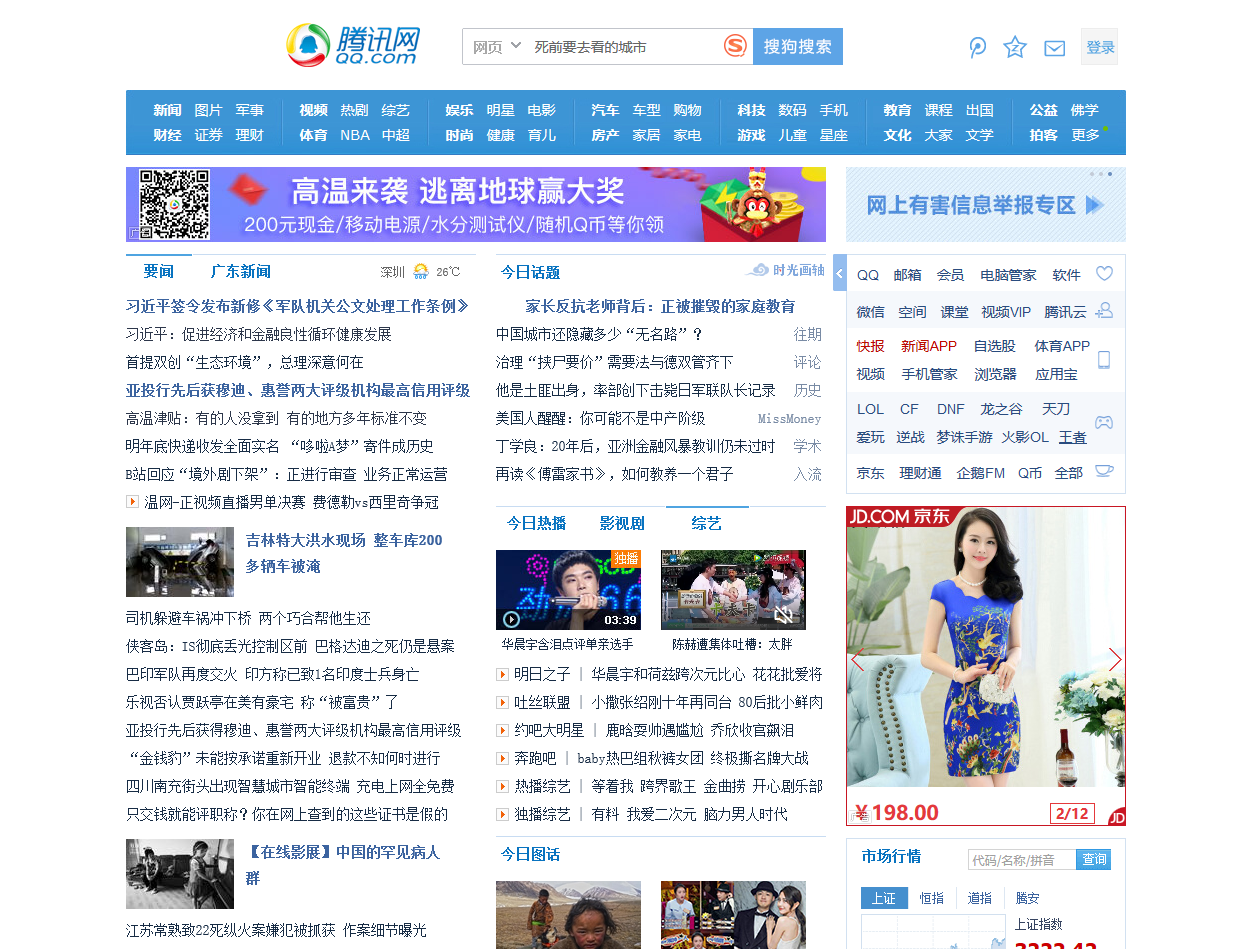 腾讯网
QQ.com
网页 死前要去看的城市 S 搜狗搜索
登录
新闻 图片 军事 视频 热剧 综艺 娱乐 明星 电影 汽车 车型 购物 科技 数码 手机 教育 课程 出国 公益 佛学
财经 证券 理财 体育 NBA 中超 时尚 健康 育儿 房产 家居 家电 游戏 儿童 星座 文化 大家 文学 拍客 更多
高温来袭 逃离地球赢大奖
200元现金/移动电源/水分测试仪/随机Q币等你领
广告
网上有害信息举报专区
要闻 广东新闻 深圳 26℃
习近平签令发布新修《军队机关公文处理工作条例》
习近平：促进经济和金融良性循环健康发展
首提双创“生态环境”，总理深意何在
亚投行先后获穆迪、惠誉两大评级机构最高信用评级
高温津贴：有的人没拿到 有的地方多年标准不变
明年底快递收发全面实名 “哆啦A梦”寄件成历史
B站回应“境外剧下架”：正进行审查 业务正常运营
温网-正视频直播男单决赛 费德勒vs西里奇争冠
吉林特大洪水现场 整车库200
多辆车被淹
司机躲避车祸冲下桥 两个巧合帮他生还
侠客岛：IS彻底丢光控制区前 巴格达迪之死仍是悬案
巴印军队再度交火 印方称已致1名印度士兵身亡
乐视否认贾跃亭在美有豪宅 称“被富贵”了
亚投行先后获得穆迪、惠誉两大评级机构最高信用评级
“金钱豹”未能按承诺重新开业 退款不知何时进行
四川南充街头出现智慧城市智能终端 充电上网全免费
只交钱就能评职称？你在网上查到的这些证书是假的
【在线影展】中国的罕见病人
群
江苏常熟致22死纵火案嫌犯被抓获 作案细节曝光
今日话题 时光画轴
家长反抗老师背后：正被摧毁的家庭教育
中国城市还隐藏多少“无名路”？ 往期
治理“挟尸要价”需要法与德双管齐下 评论
他是土匪出身，率部创下击毙日军联队长记录 历史
美国人醒醒：你可能不是中产阶级 MissMoney
丁学良：20年后，亚洲金融风暴教训仍未过时 学术
再读《傅雷家书》，如何教养一个君子 入流
今日热播 影视剧 综艺
独播
03:39
华晨宇含泪点评单亲选手 陈赫遭集体吐槽：太胖
明日之子 | 华晨宇和荷兹跨次元比心 花花批爱将
吐丝联盟 | 小撒张绍刚十年再同台 80后批小鲜肉
约吧大明星 | 鹿晗耍帅遇尴尬 乔欣收官飙泪
奔跑吧 | baby热巴组秋裤女团 终极撕名牌大战
热播综艺 | 等着我 跨界歌王 金曲捞 开心剧乐部
独播综艺 | 有料 我爱二次元 脑力男人时代
今日图话
QQ 邮箱 会员 电脑管家 软件
微信 空间 课堂 视频VIP 腾讯云
快报 新闻APP 自选股 体育APP
视频 手机管家 浏览器 应用宝
LOL CF DNF 龙之谷 天刀
爱玩 逆战 梦诛手游 火影OL 王者
京东 理财通 企鹅FM Q币 全部
JD.COM 京东
¥198.00 2/12 JD
市场行情 代码/名称/拼音 查询
上证 恒指 道指 腾安
上证指数
3222.42